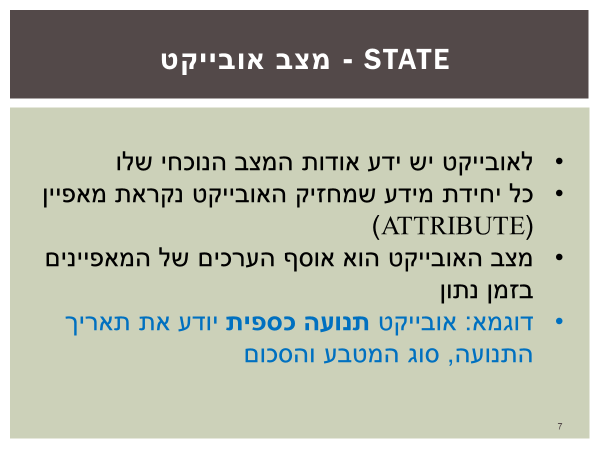 STATE - מצב אובייקט
• לאובייקט יש ידע אודות המצב הנוכחי שלו
• כל יחידת מידע שמחזיק האובייקט נקראת מאפיין
(ATTRIBUTE)
• מצב האובייקט הוא אוסף הערכים של המאפיינים
בזמן נתון
• דוגמא: אובייקט תנועה כספית יודע את תאריך
התנועה, סוג המטבע והסכום
7